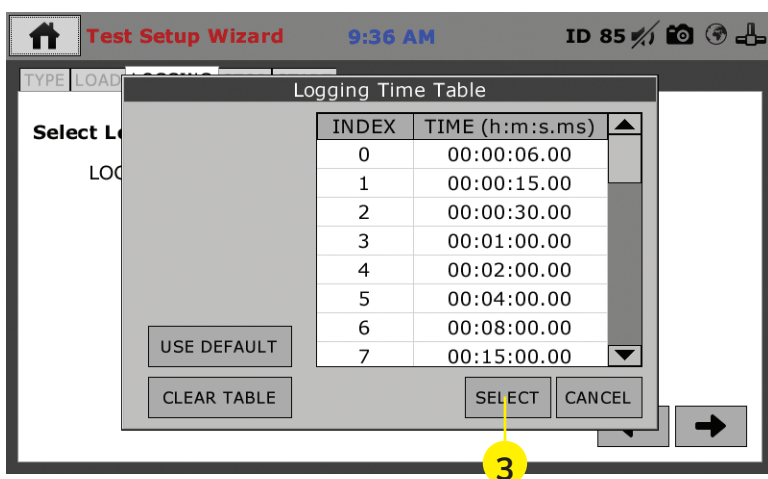 Test Setup Wizard 9:36 AM ID 85
TYPE LOAD
Logging Time Table
Select
INDEX TIME (h:m:s.ms)
0 00:00:06.00
1 00:00:15.00
2 00:00:30.00
3 00:01:00.00
4 00:02:00.00
5 00:04:00.00
6 00:08:00.00
7 00:15:00.00
USE DEFAULT
CLEAR TABLE SELECT CANCEL
3